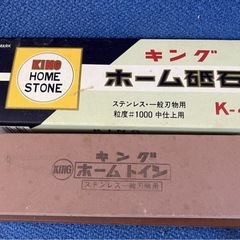 MARK
KING
HOME
STONE
キング
ホーム砥石
ステンレス・一般刃物用
粒度#1000 中仕上用
K-
キング
KING
ホームトイシ
ステンレス一般刃物用